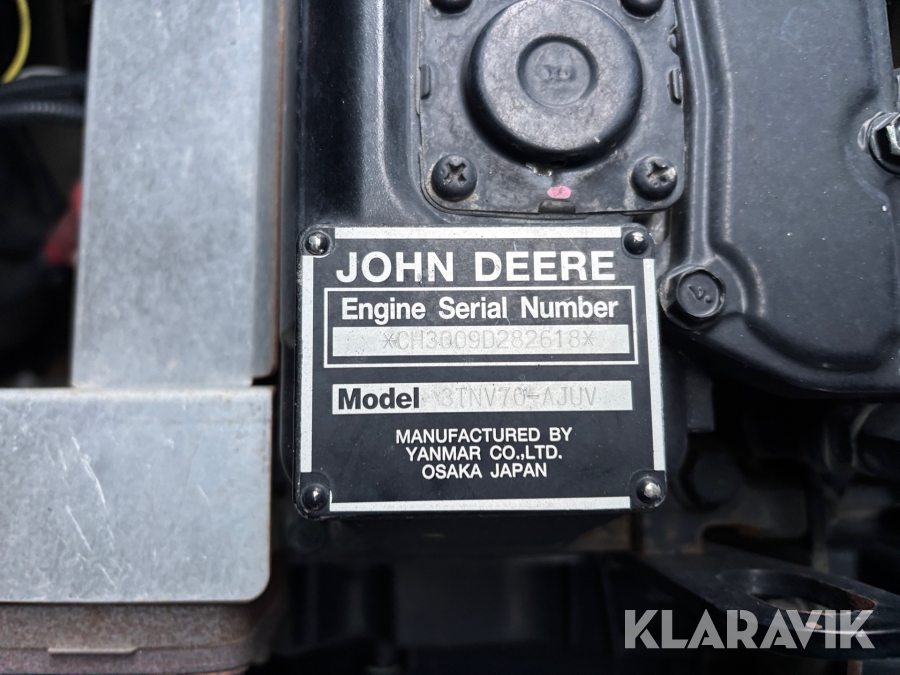 JOHN DEERE
Engine Serial Number
*CH3009D282618*
Model 3TNV70-AJUV
MANUFACTURED BY
YANMAR CO.,LTD.
OSAKA JAPAN
KLARAVIK